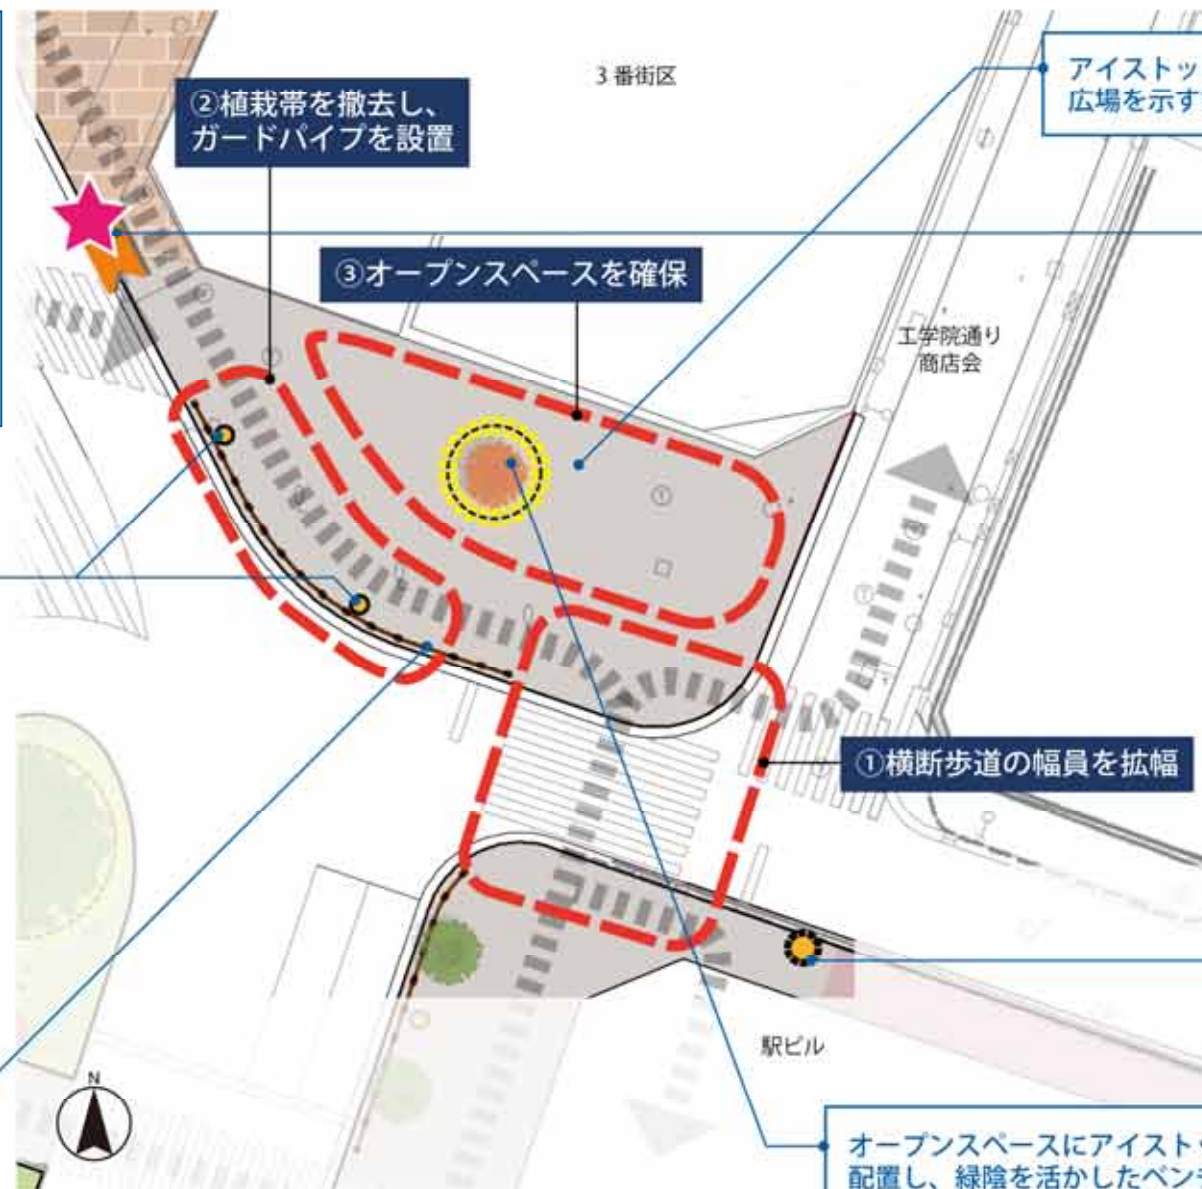 3番街区
アイストッ
広場を示す
②植栽帯を撤去し、
ガードパイプを設置
③オープンスペースを確保
工学院通り
商店会
①横断歩道の幅員を拡幅
駅ビル
N
オープンスペースにアイスト
配置し、緑陰を活かしたベン